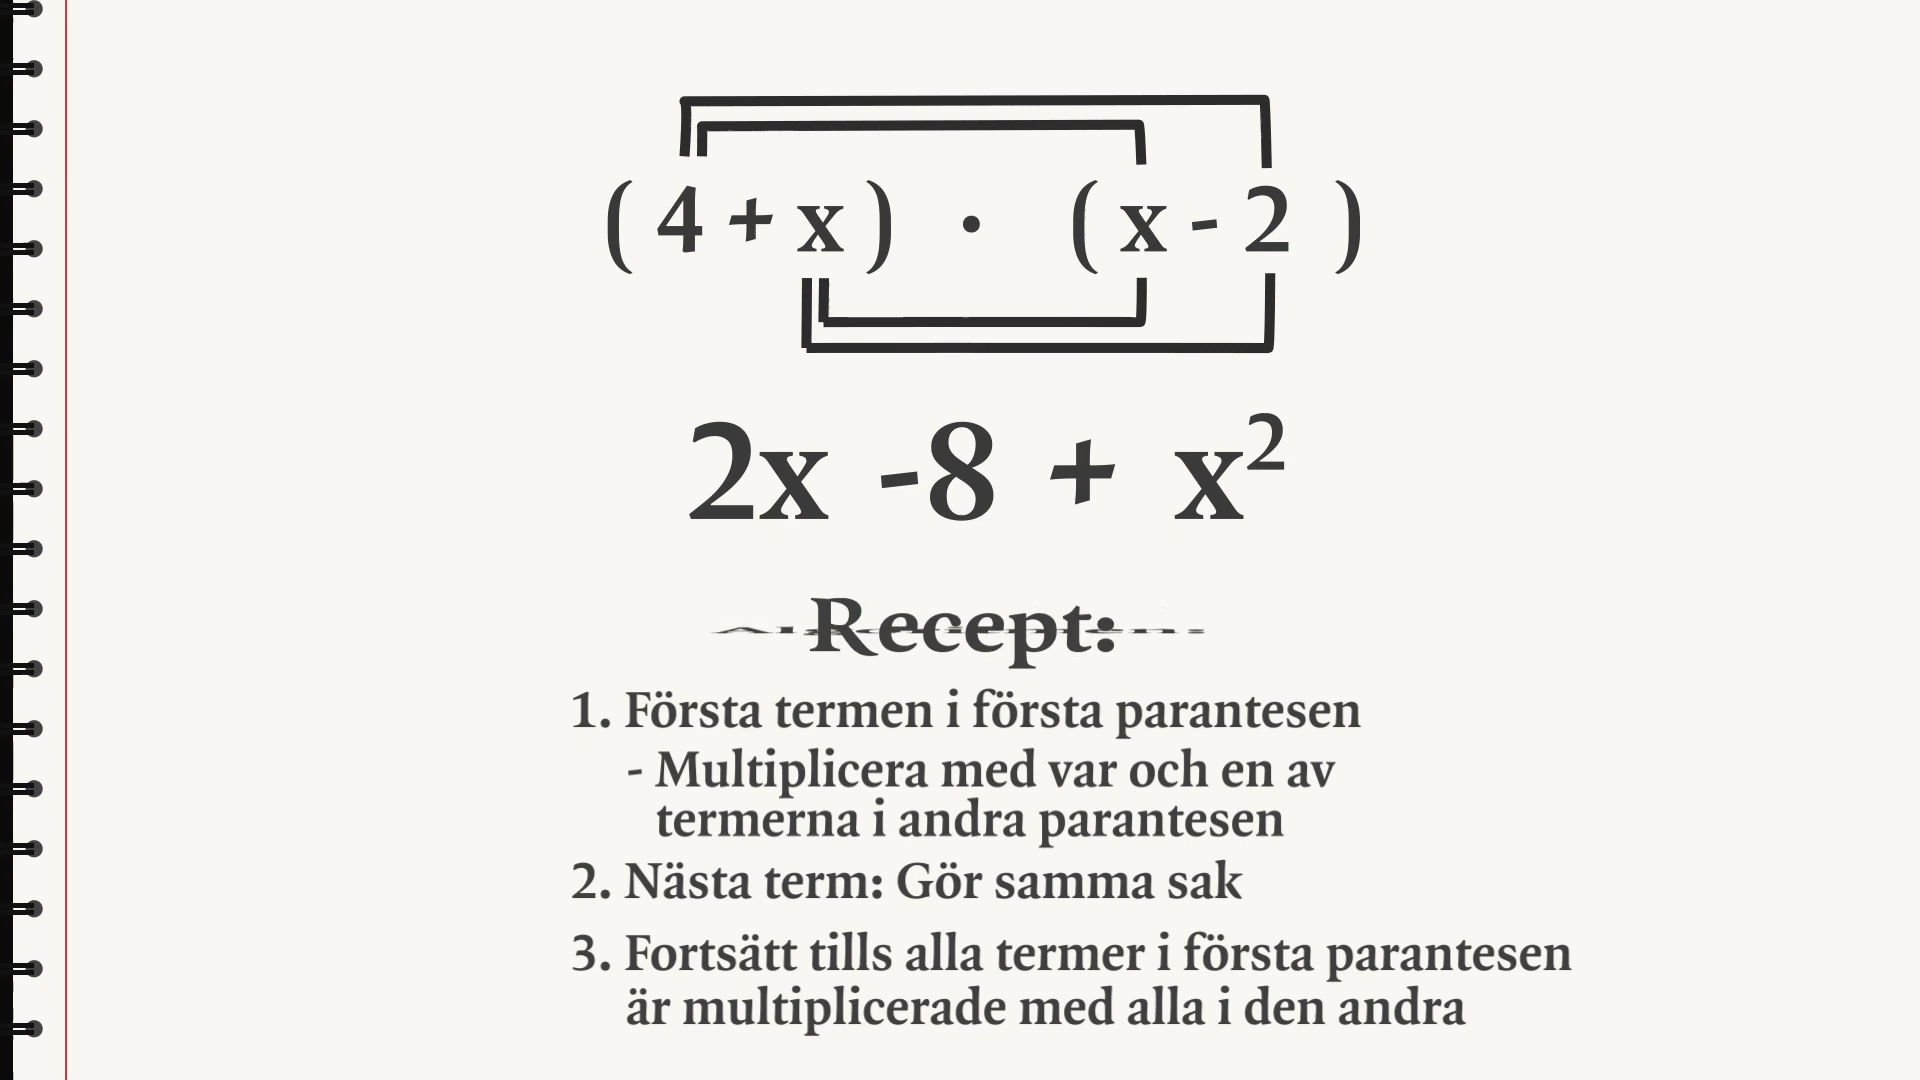 ( 4 + x ) · ( x - 2 )
2x -8 + x²
Recept:
1. Första termen i första parantesen
- Multiplicera med var och en av
termerna i andra parantesen
2. Nästa term: Gör samma sak
3. Fortsätt tills alla termer i första parantesen
är multiplicerade med alla i den andra